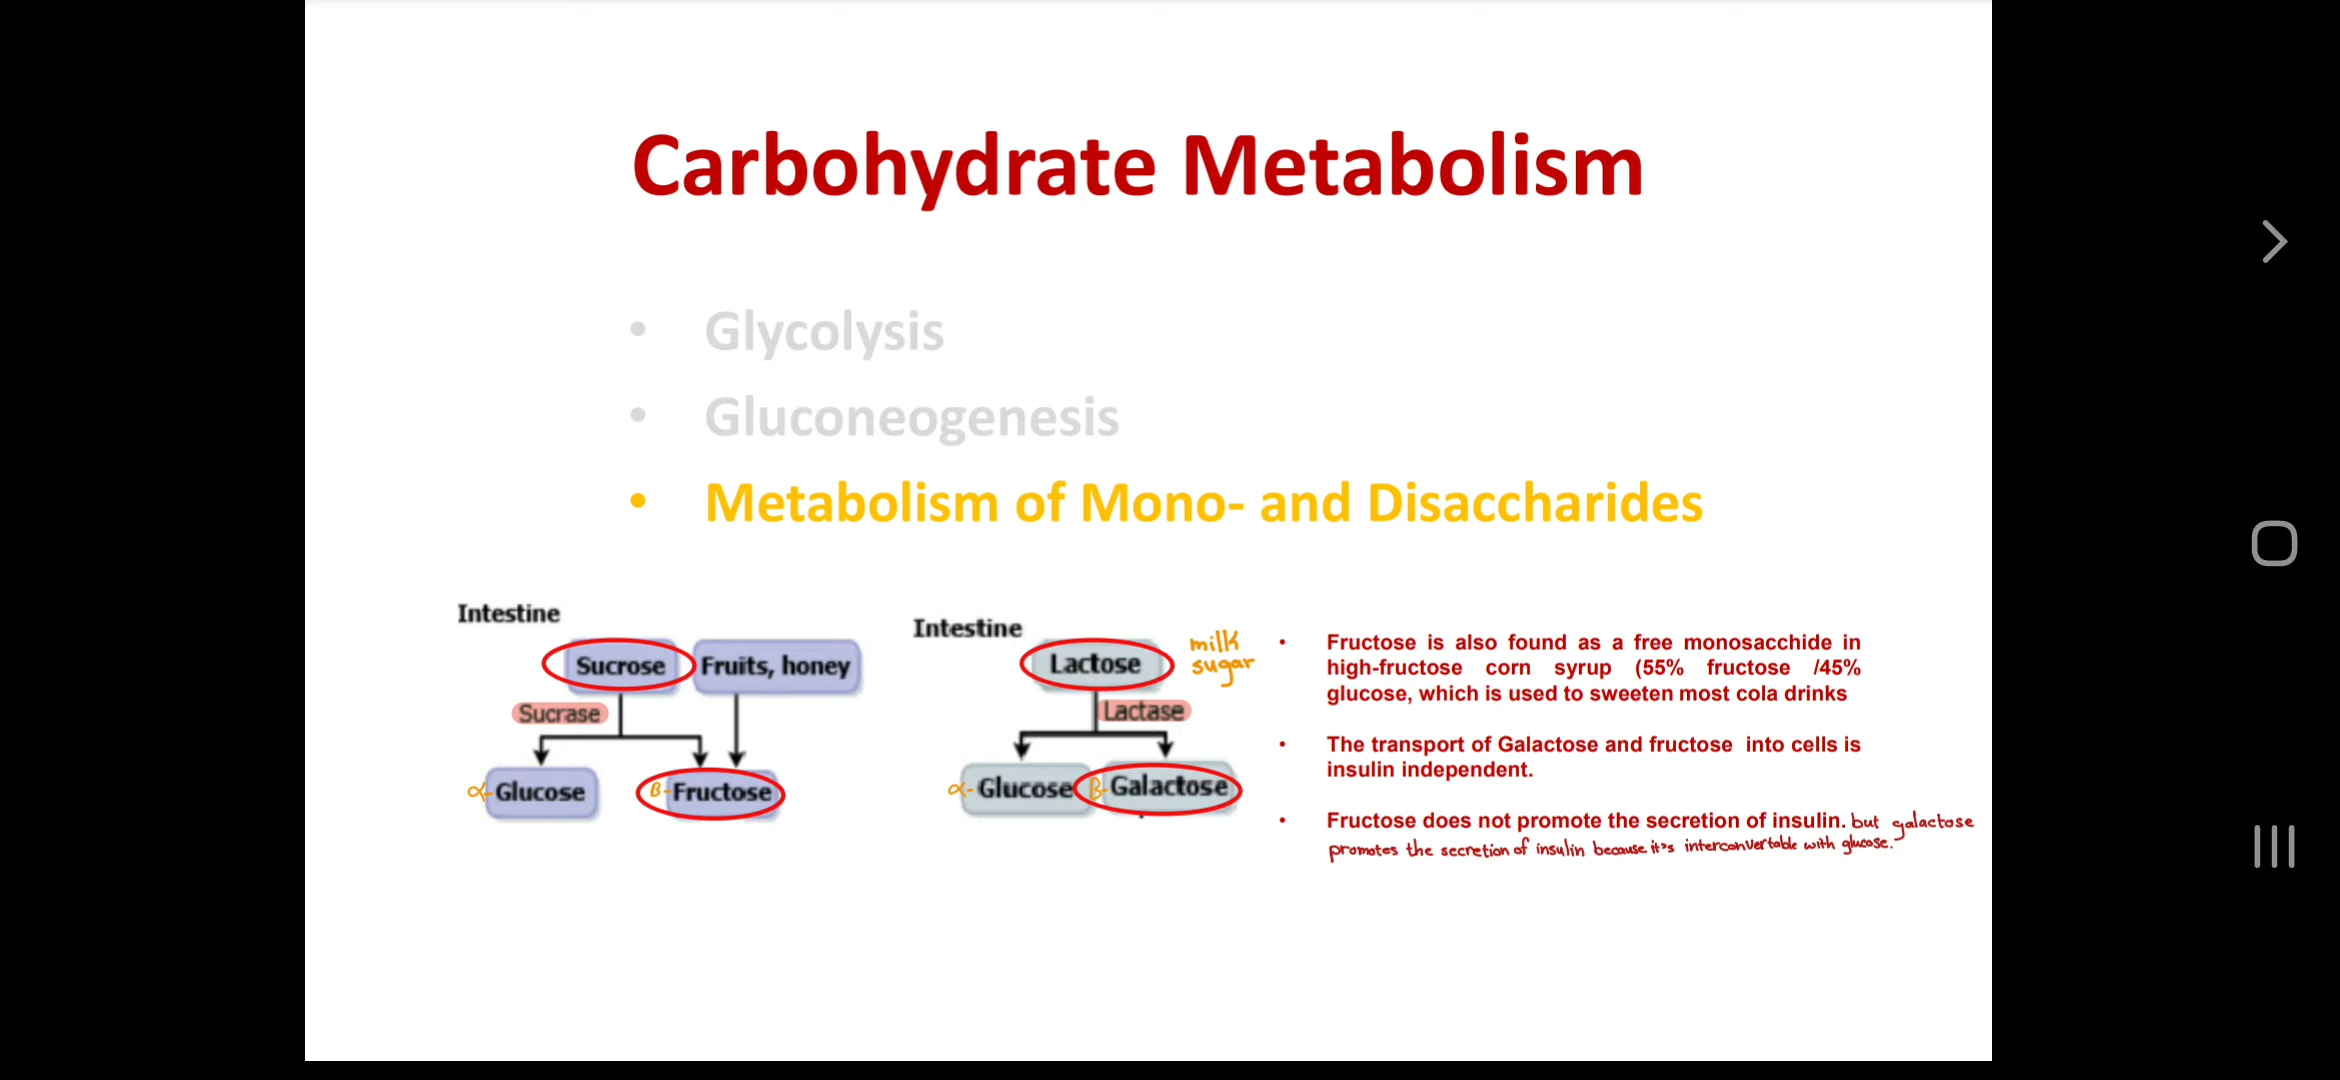 Carbohydrate Metabolism
• Glycolysis
• Gluconeogenesis
• Metabolism of Mono- and Disaccharides
Intestine
Sucrose
Fruits, honey
Sucrase
α-Glucose
β-Fructose
Intestine
Lactose
milk
sugar
Lactase
α-Glucose
β-Galactose
• Fructose is also found as a free monosacchide in
high-fructose corn syrup (55% fructose /45%
glucose, which is used to sweeten most cola drinks
• The transport of Galactose and fructose into cells is
insulin independent.
• Fructose does not promote the secretion of insulin. but galactose
promotes the secretion of insulin because it's interconvertable with glucose.